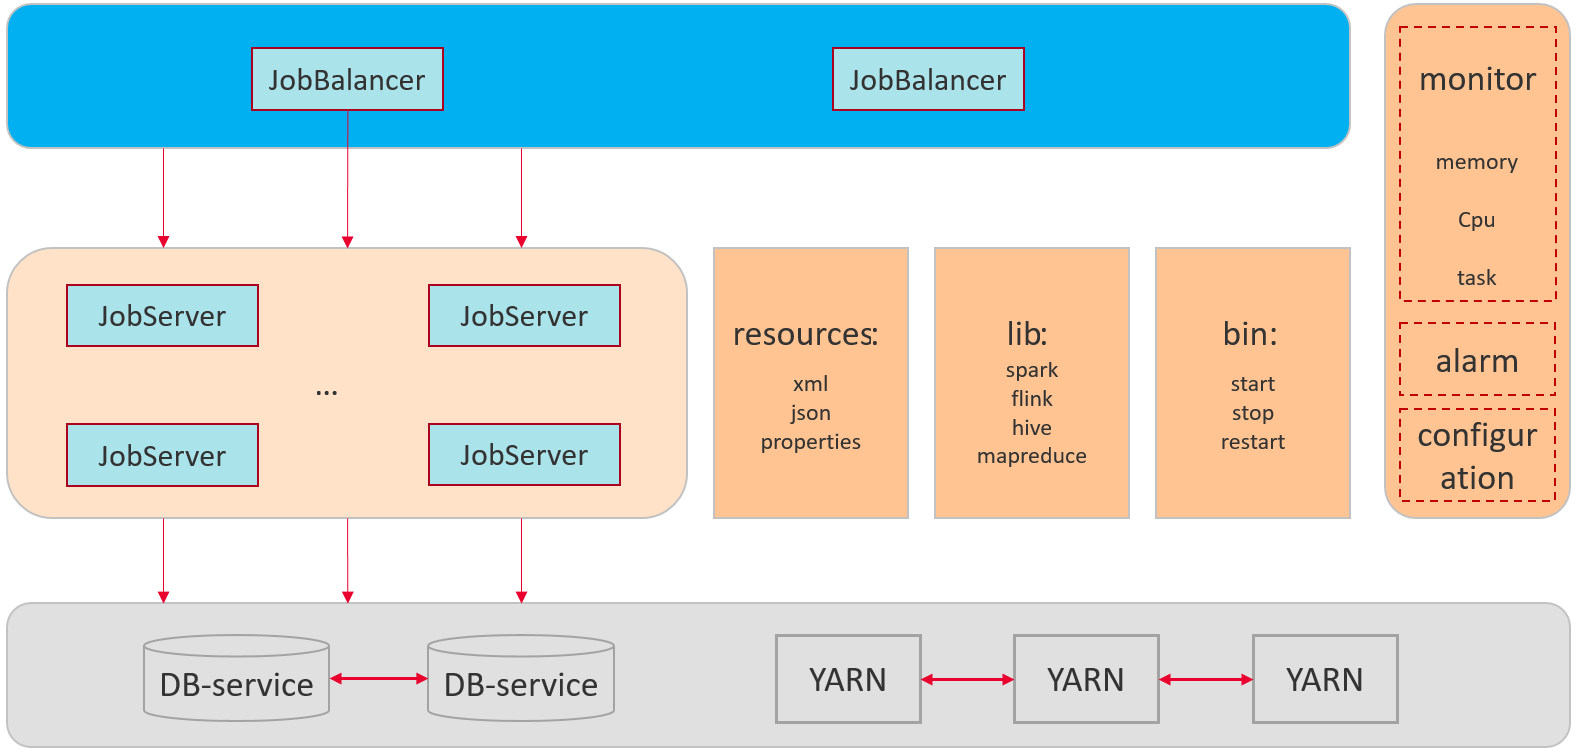 JobBalancer
JobBalancer
JobServer
JobServer
...
JobServer
JobServer
resources:
xml
json
properties
lib:
spark
flink
hive
mapreduce
bin:
start
stop
restart
monitor
memory
Cpu
task
alarm
configur
ation
DB-service
DB-service
YARN
YARN
YARN